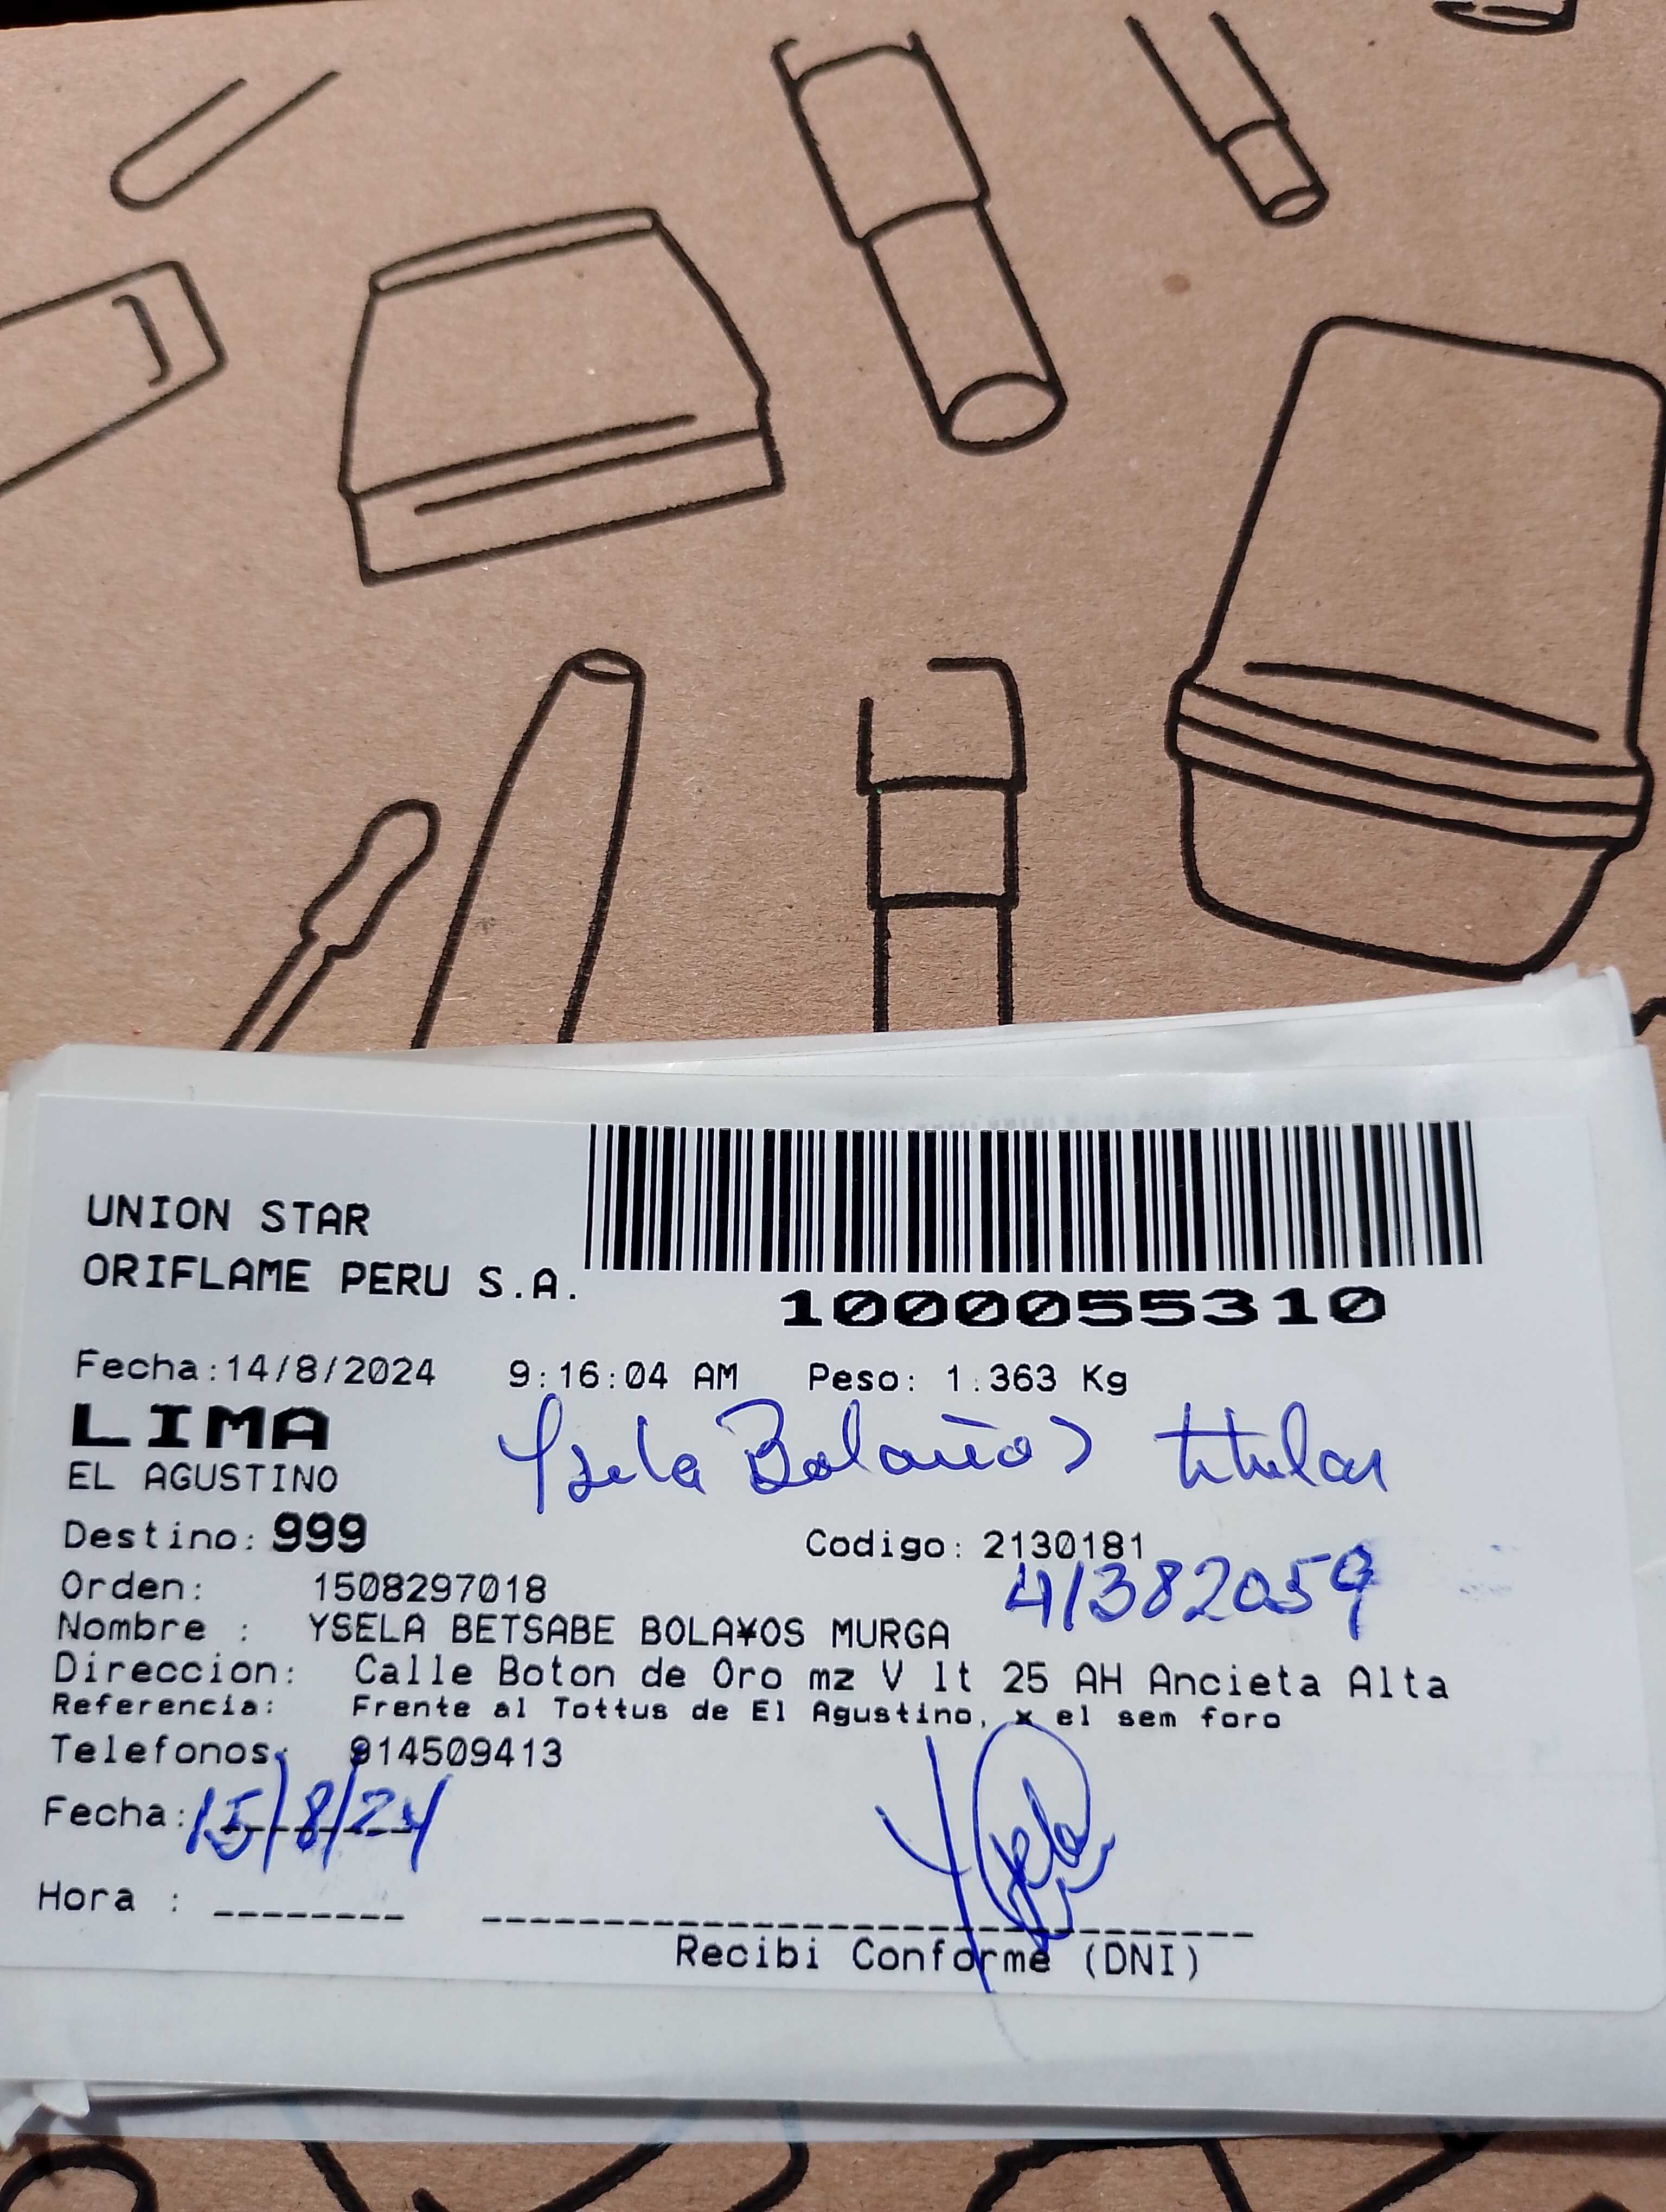 UNION STAR
ORIFLAME PERU S.A.
1000055310
Fecha:14/8/2024 9:16:04 AM Peso: 1.363 Kg
LIMA
Ysela Bolaños titular
EL AGUSTINO
Destino: 999 Codigo: 2130181
41382059
Orden: 1508297018
Nombre : YSELA BETSABE BOLA¥OS MURGA
Direccion: Calle Boton de Oro mz V lt 25 AH Ancieta Alta
Referencia: Frente al Tottus de El Agustino, x el sem foro
Telefonos: 914509413
Fecha: 15/8/24
Ysela
Hora : ________
Recibi Conforme (DNI)